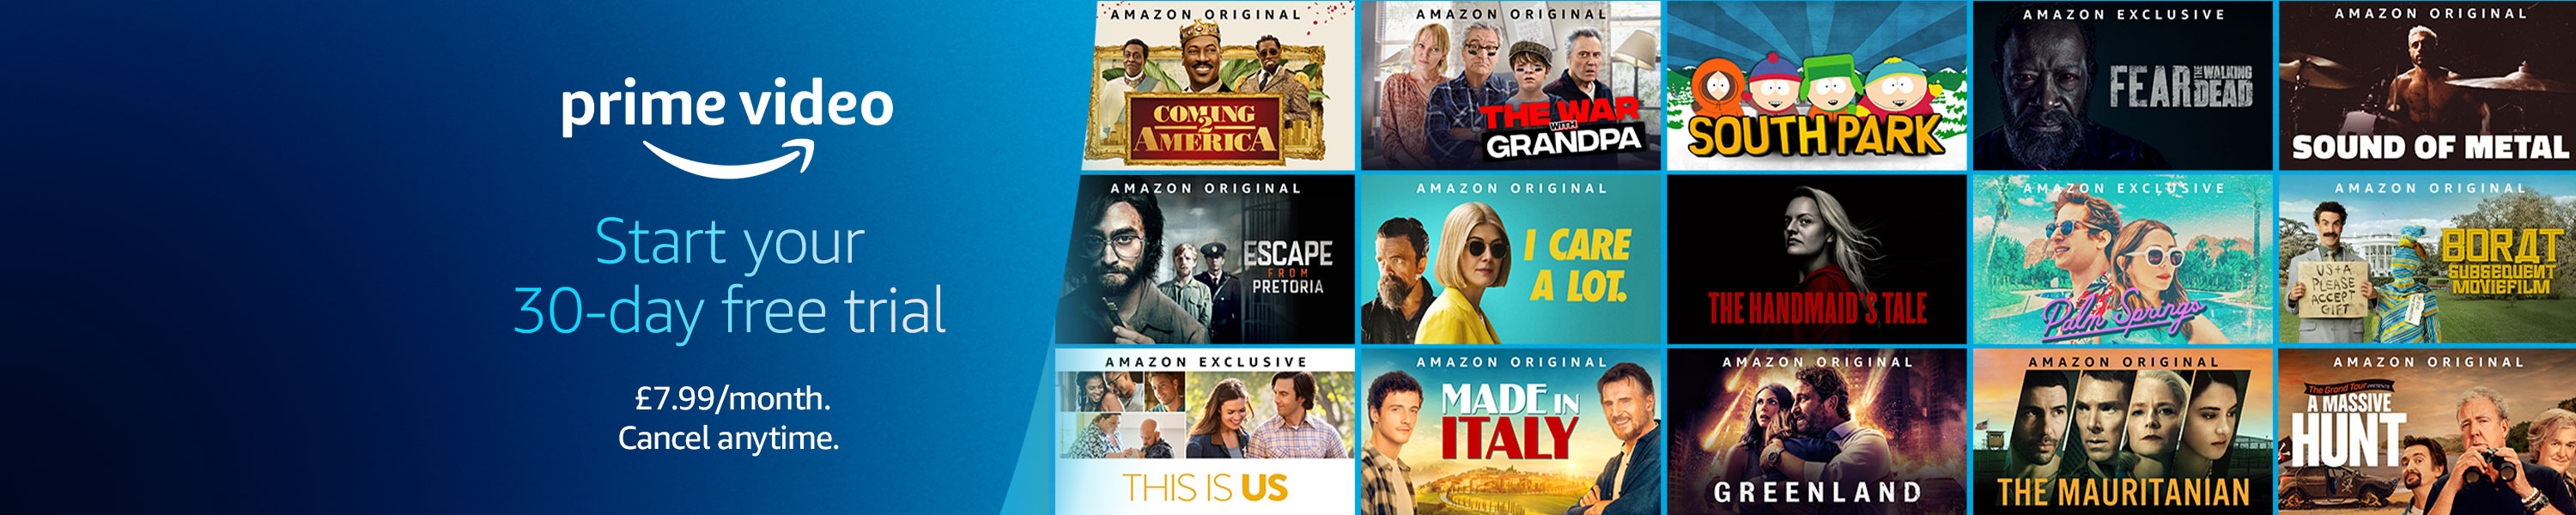 prime video
Start your
30-day free trial
£7.99/month.
Cancel anytime.
AMAZON ORIGINAL
COMING
2
AMERICA
AMAZON ORIGINAL
THE WAR
WITH
GRANDPA
SOUTH PARK
AMAZON EXCLUSIVE
FEAR THE WALKING DEAD
AMAZON ORIGINAL
SOUND OF METAL
AMAZON ORIGINAL
ESCAPE
FROM
PRETORIA
AMAZON ORIGINAL
I CARE
A LOT.
THE HANDMAID'S TALE
AMAZON EXCLUSIVE
Palm Springs
AMAZON ORIGINAL
BORAT
SUBSEQUENT
MOVIEFILM
US+A
PLEASE
ACCEPT
GIFT
AMAZON EXCLUSIVE
THIS IS US
AMAZON ORIGINAL
MADE IN
ITALY
AMAZON ORIGINAL
GREENLAND
AMAZON ORIGINAL
THE MAURITANIAN
AMAZON ORIGINAL
The Grand Tour PRESENTS
A MASSIVE
HUNT